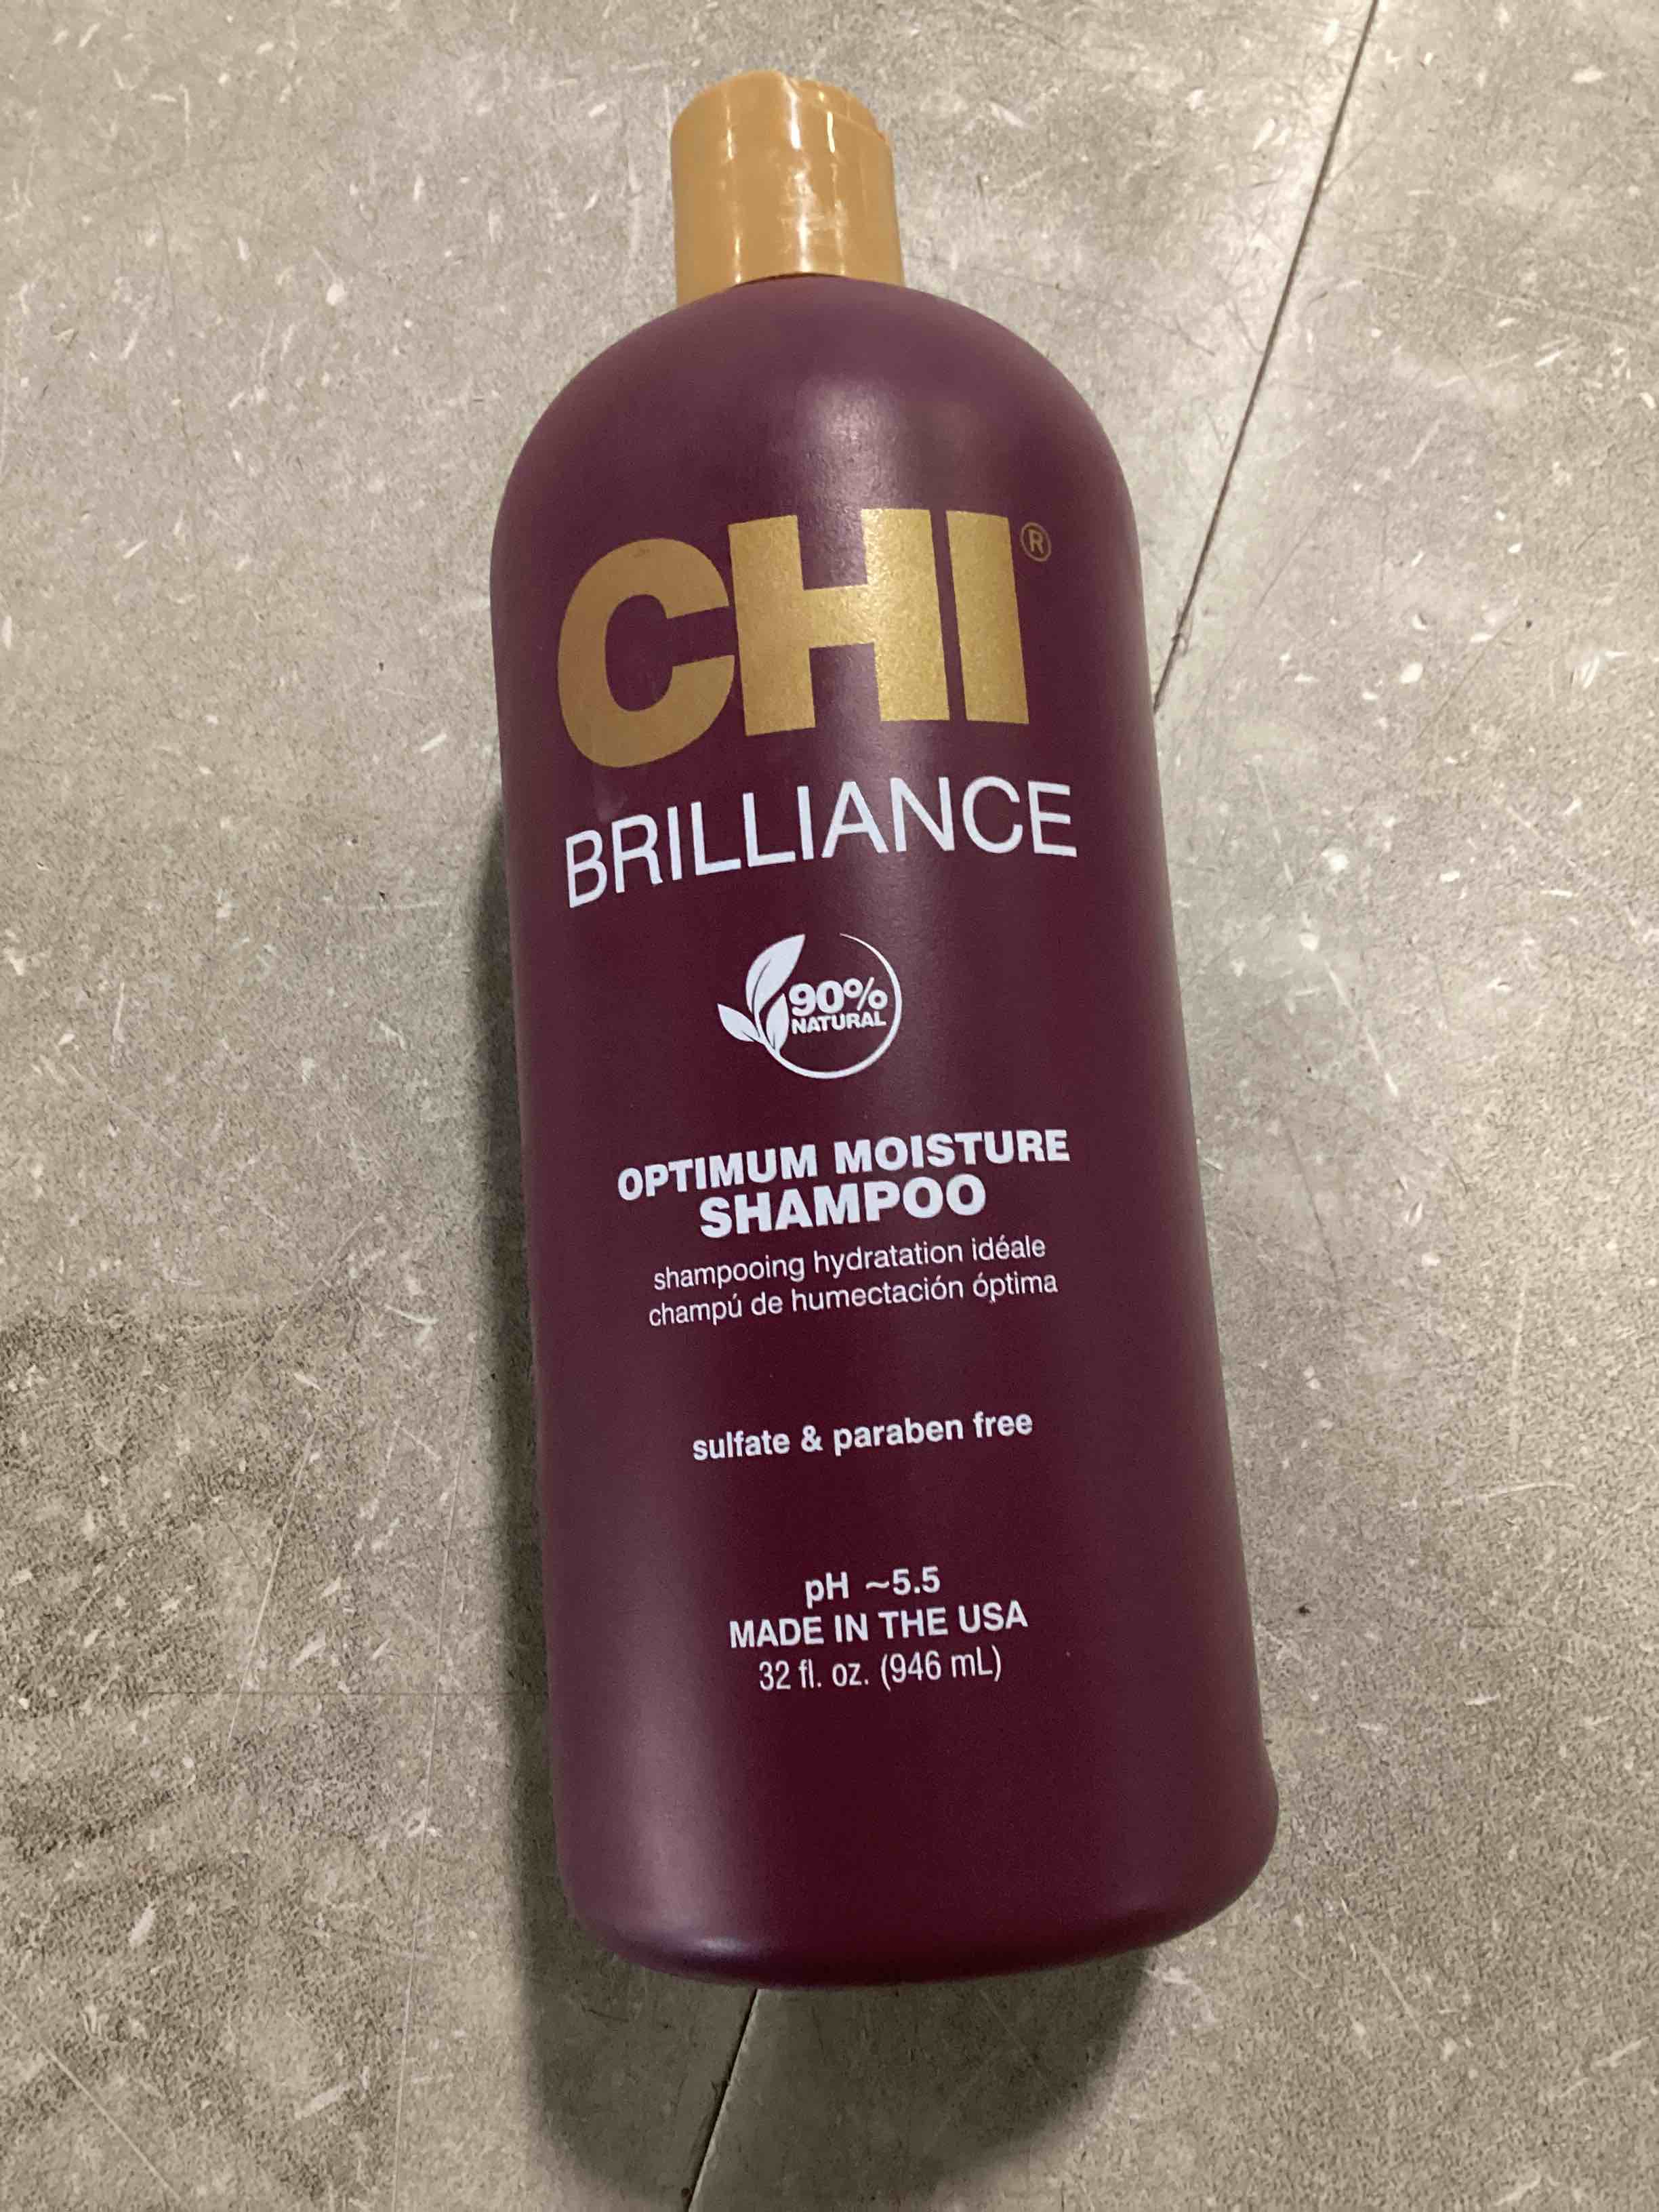 CHI®
BRILLIANCE
90%
NATURAL
OPTIMUM MOISTURE
SHAMPOO
shampooing hydratation idéale
champú de humectación óptima
sulfate & paraben free
pH ~5.5
MADE IN THE USA
32 fl. oz. (946 mL)